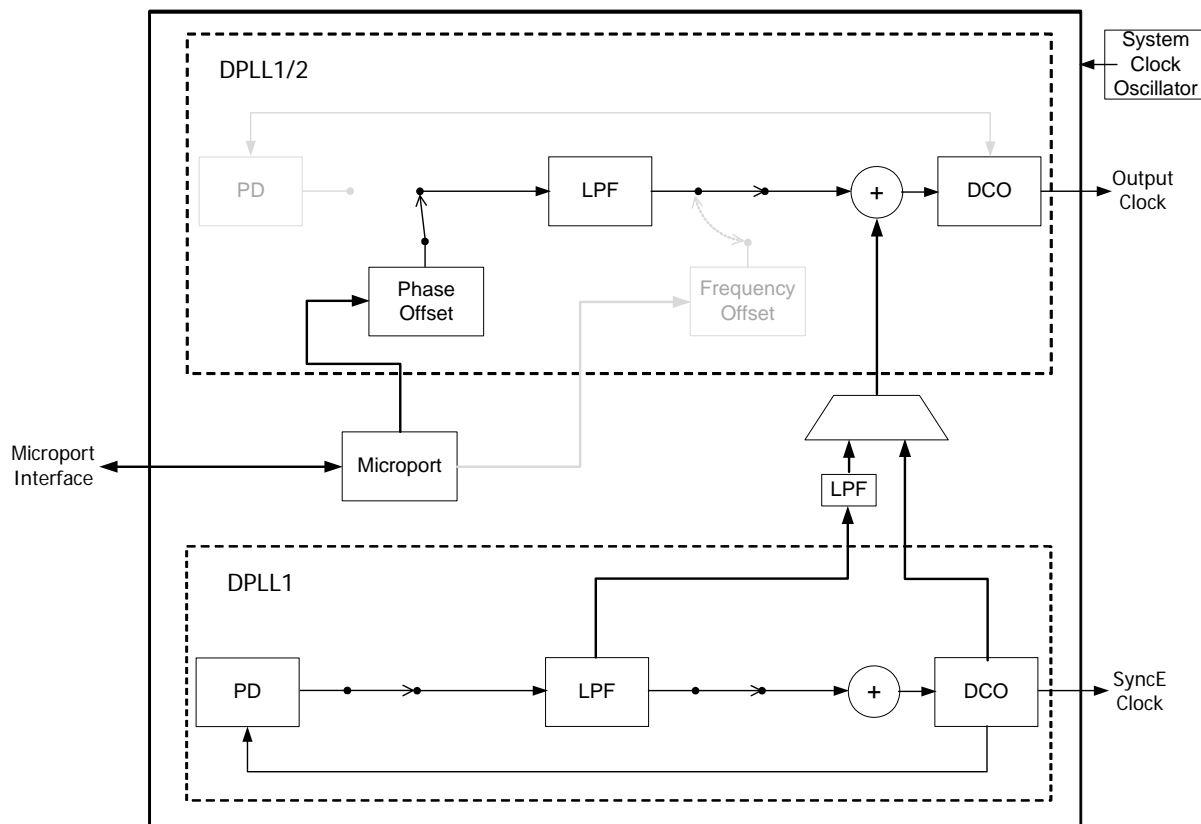 System
Clock
Oscillator
DPLL1/2
PD
LPF
+
DCO
Output
Clock
Phase
Offset
Frequency
Offset
Microport
Interface
Microport
LPF
DPLL1
PD
LPF
+
DCO
SyncE
Clock